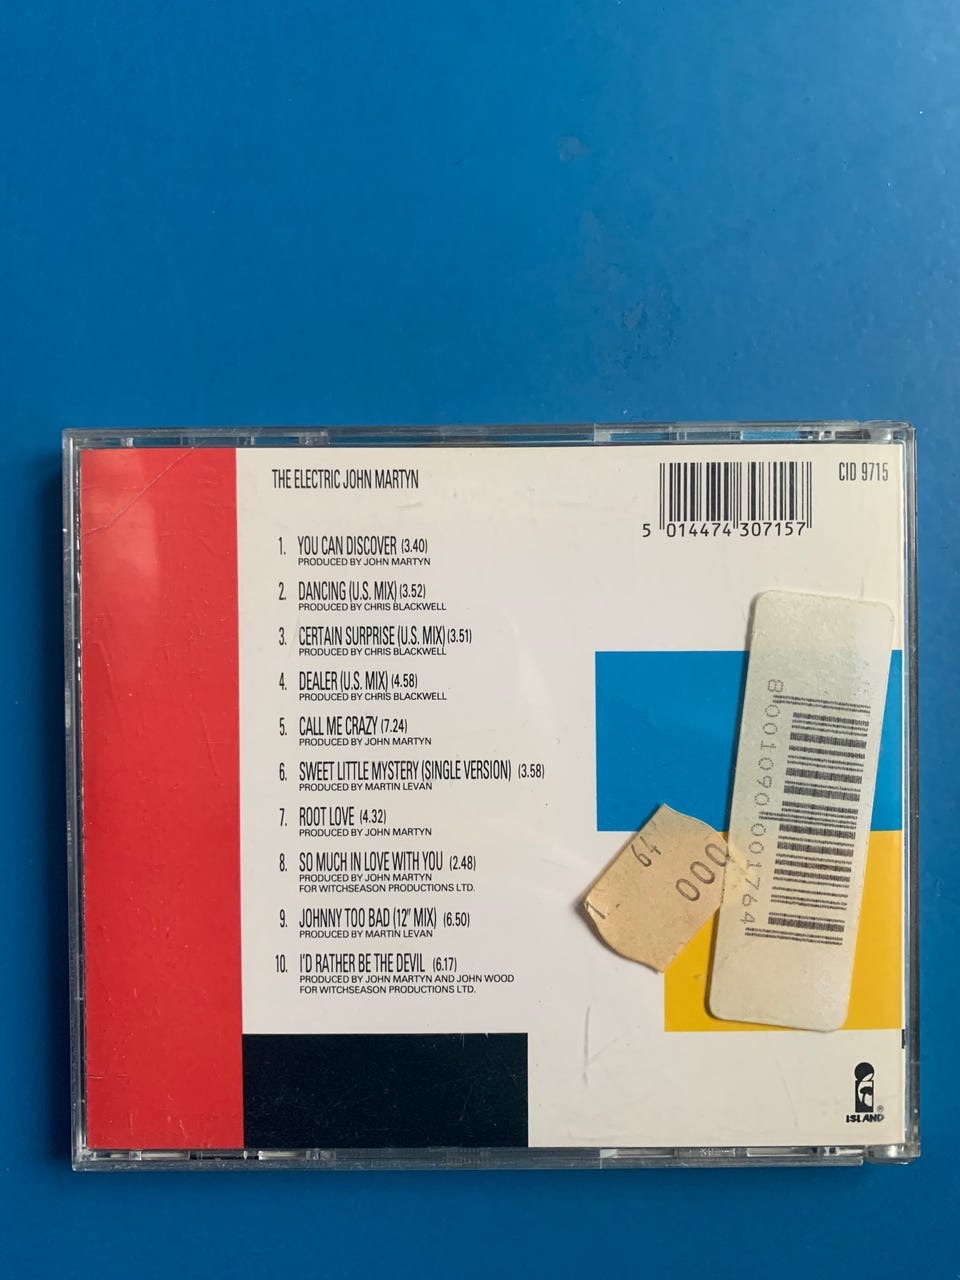 THE ELECTRIC JOHN MARTYN
CID 9715
5 014474 307157
1. YOU CAN DISCOVER (3.40)
PRODUCED BY JOHN MARTYN
2. DANCING (U.S. MIX) (3.52)
PRODUCED BY CHRIS BLACKWELL
3. CERTAIN SURPRISE (U.S. MIX) (3.51)
PRODUCED BY CHRIS BLACKWELL
4. DEALER (U.S. MIX) (4.58)
PRODUCED BY CHRIS BLACKWELL
5. CALL ME CRAZY (7.24)
PRODUCED BY JOHN MARTYN
6. SWEET LITTLE MYSTERY (SINGLE VERSION) (3.58)
PRODUCED BY MARTIN LEVAN
7. ROOT LOVE (4.32)
PRODUCED BY JOHN MARTYN
8. SO MUCH IN LOVE WITH YOU (2.48)
PRODUCED BY JOHN MARTYN
FOR WITCHSEASON PRODUCTIONS LTD.
9. JOHNNY TOO BAD (12" MIX) (6.50)
PRODUCED BY MARTIN LEVAN
10. I'D RATHER BE THE DEVIL (6.17)
PRODUCED BY JOHN MARTYN AND JOHN WOOD
FOR WITCHSEASON PRODUCTIONS LTD.
8001090 001764
64
000
1.
ISLAND ®